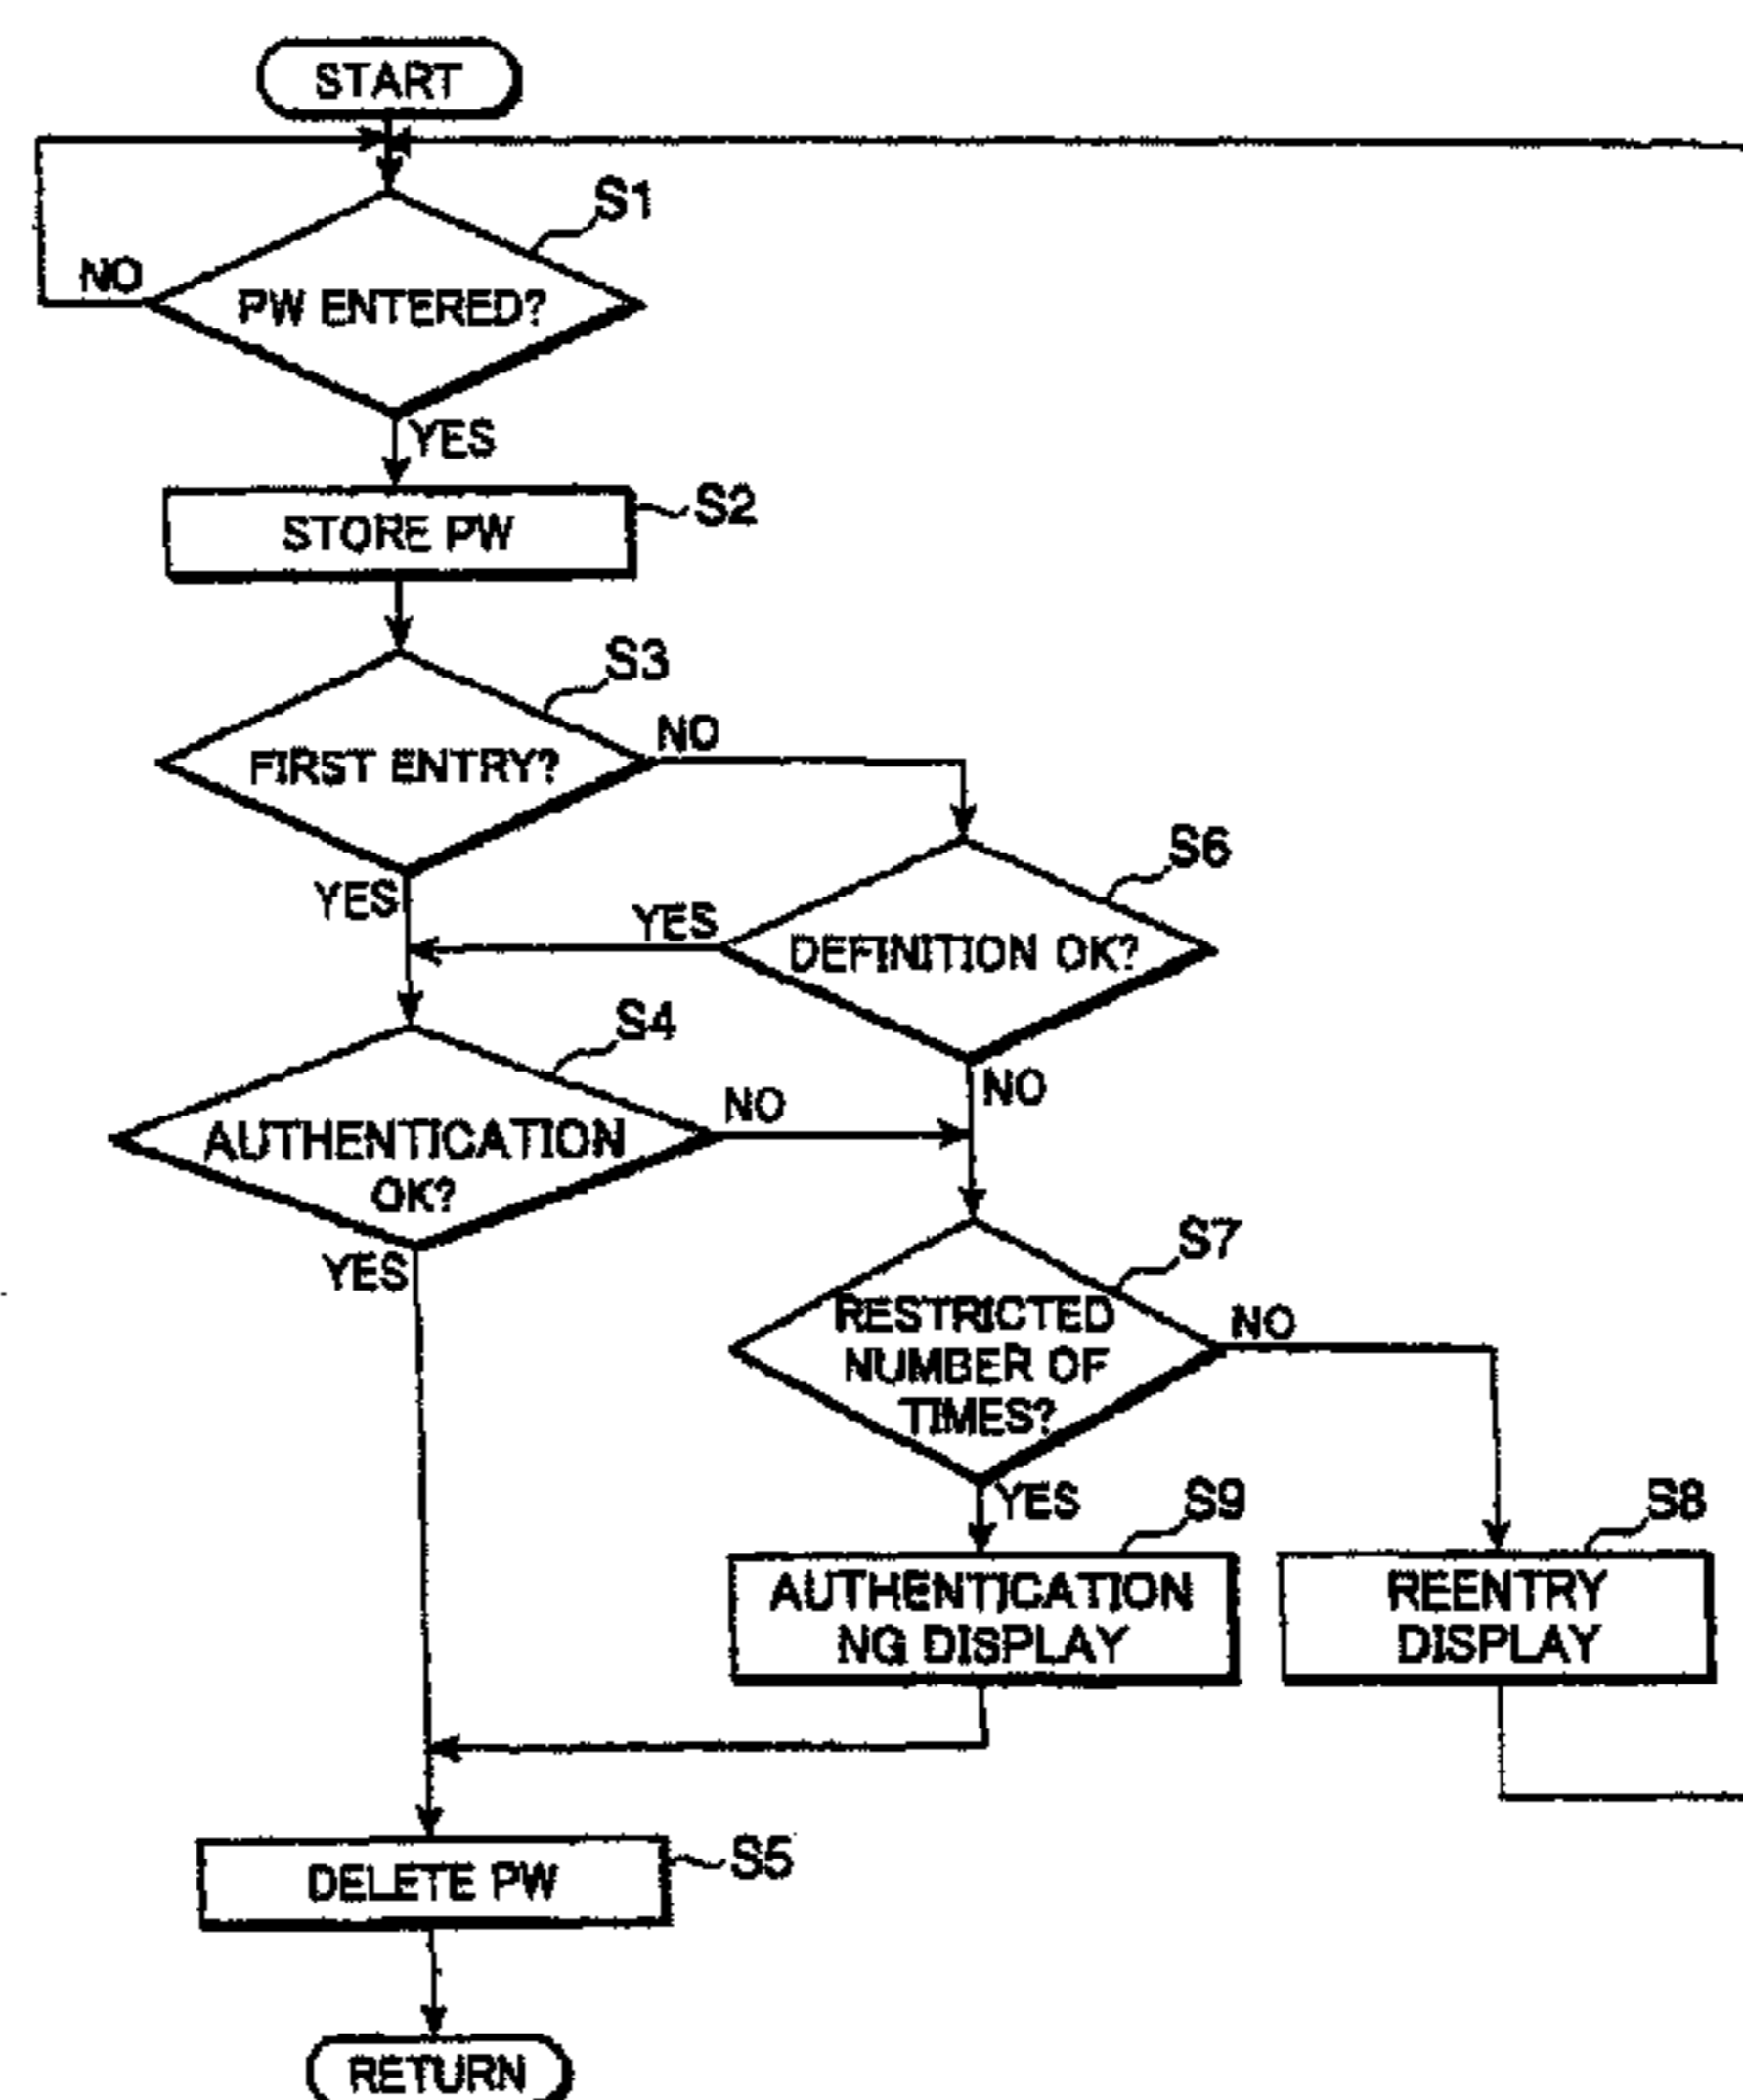 START
S1
NO
PW ENTERED?
YES
S2
STORE PW
S3
NO
FIRST ENTRY?
S6
YES
YES
DEFINITION OK?
S4
NO
NO
AUTHENTICATION
OK?
YES
S7
RESTRICTED
NUMBER OF
TIMES?
NO
YES
S9
S8
AUTHENTICATION
NG DISPLAY
REENTRY
DISPLAY
S5
DELETE PW
RETURN